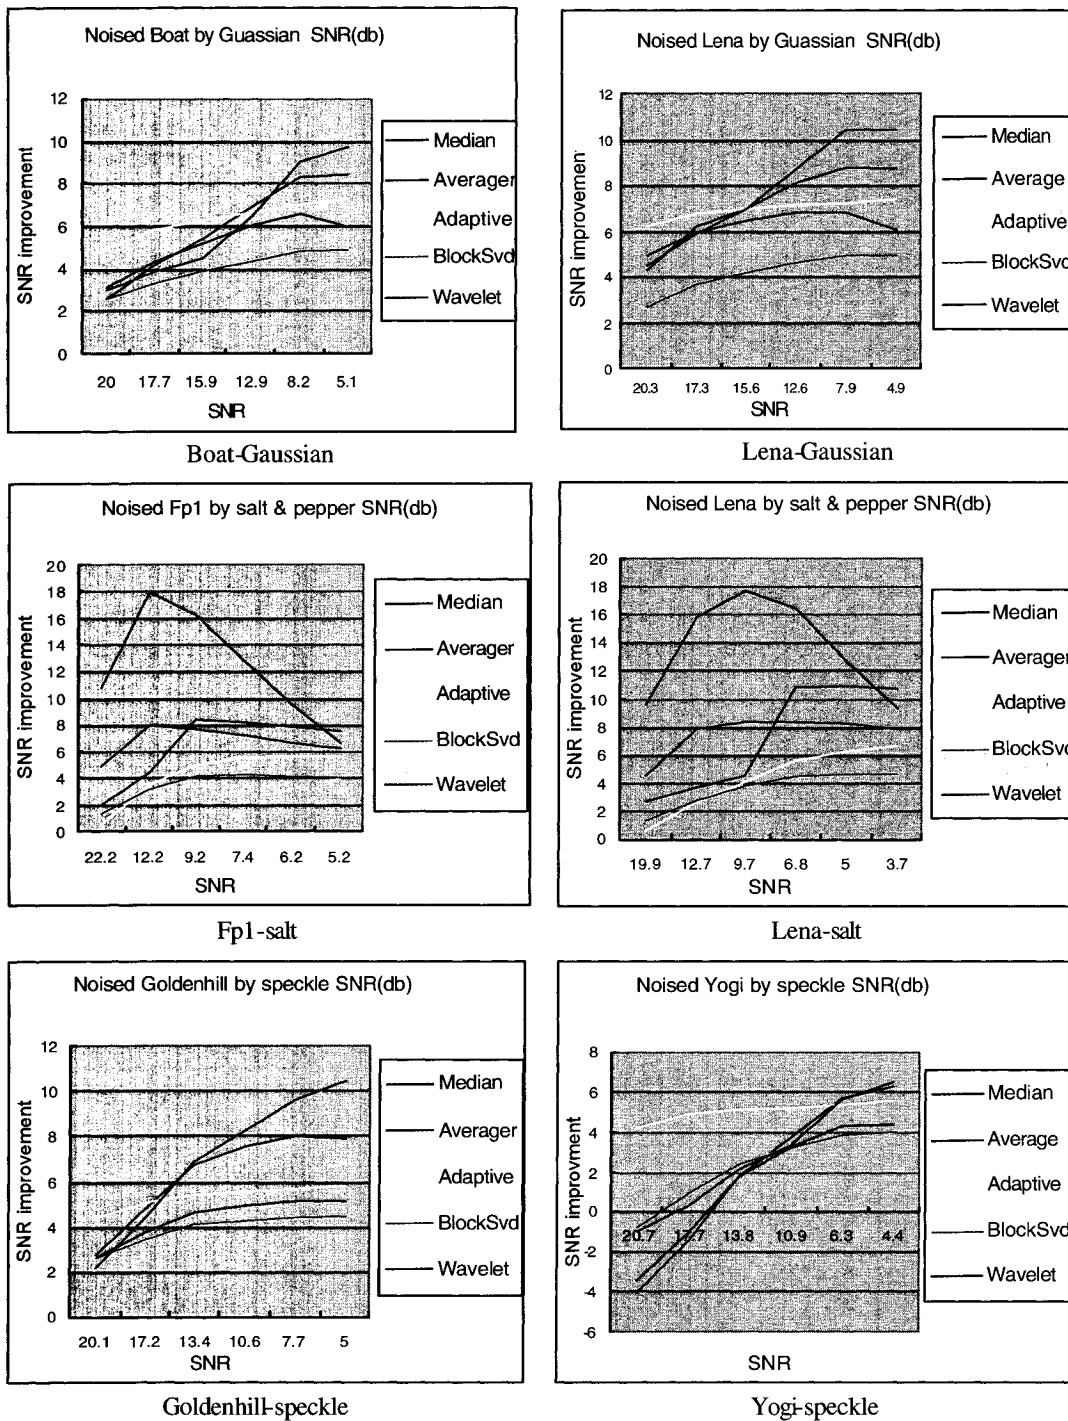 Noised Boat by Guassian SNR(db)
SNR improvement
12
10
8
6
4
2
0
20 17.7 15.9 12.9 8.2 5.1
SNR
Median
Averager
Adaptive
BlockSvd
Wavelet
Boat-Gaussian
Noised Lena by Guassian SNR(db)
SNR improvemen
12
10
8
6
4
2
0
20.3 17.3 15.6 12.6 7.9 4.9
SNR
Median
Average
Adaptive
BlockSvd
Wavelet
Lena-Gaussian
Noised Fp1 by salt & pepper SNR(db)
SNR improvement
20
18
16
14
12
10
8
6
4
2
0
22.2 12.2 9.2 7.4 6.2 5.2
SNR
Median
Averager
Adaptive
BlockSvd
Wavelet
Fp1-salt
Noised Lena by salt & pepper SNR(db)
SNR improvement
20
18
16
14
12
10
8
6
4
2
0
19.9 12.7 9.7 6.8 5 3.7
SNR
Median
Averager
Adaptive
BlockSvd
Wavelet
Lena-salt
Noised Goldenhill by speckle SNR(db)
SNR improvement
12
10
8
6
4
2
0
20.1 17.2 13.4 10.6 7.7 5
SNR
Median
Averager
Adaptive
BlockSvd
Wavelet
Goldenhill-speckle
Noised Yogi by speckle SNR(db)
SNR improvment
8
6
4
2
0
-2
-4
-6
20.7 17.7 13.8 10.9 6.3 4.4
SNR
Median
Average
Adaptive
BlockSvd
Wavelet
Yogi-speckle